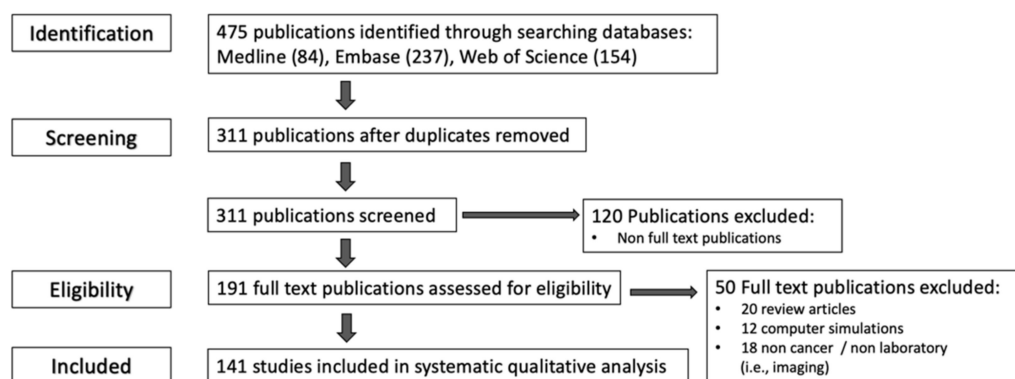 Identification
475 publications identified through searching databases:
Medline (84), Embase (237), Web of Science (154)
Screening
311 publications after duplicates removed
311 publications screened
120 Publications excluded:
• Non full text publications
Eligibility
191 full text publications assessed for eligibility
50 Full text publications excluded:
• 20 review articles
• 12 computer simulations
• 18 non cancer / non laboratory
(i.e., imaging)
Included
141 studies included in systematic qualitative analysis